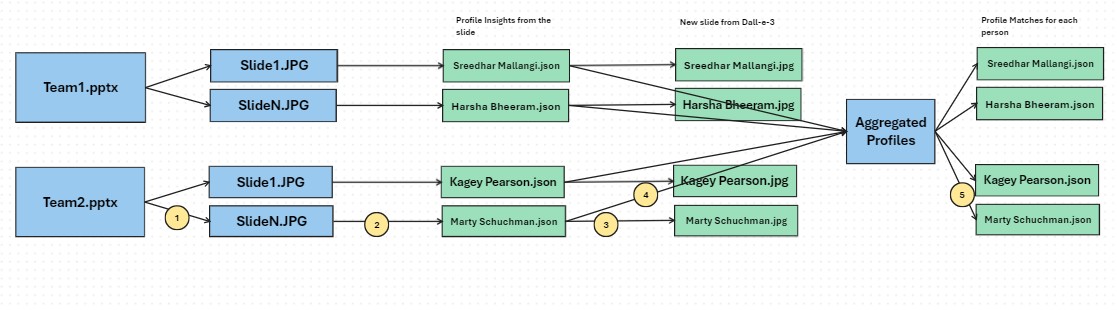 Profile Insights from the
slide
New slide from Dall-e-3
Profile Matches for each
person
Team1.pptx
Slide1.JPG
Sreedhar Mallangi.json
Sreedhar Mallangi.jpg
Sreedhar Mallangi.json
SlideN.JPG
Harsha Bheeram.json
Harsha Bheeram.jpg
Harsha Bheeram.json
Aggregated
Profiles
Team2.pptx
Slide1.JPG
Kagey Pearson.json
Kagey Pearson.jpg
Kagey Pearson.json
4
5
1
SlideN.JPG
2
Marty Schuchman.json
3
Marty Schuchman.jpg
Marty Schuchman.json